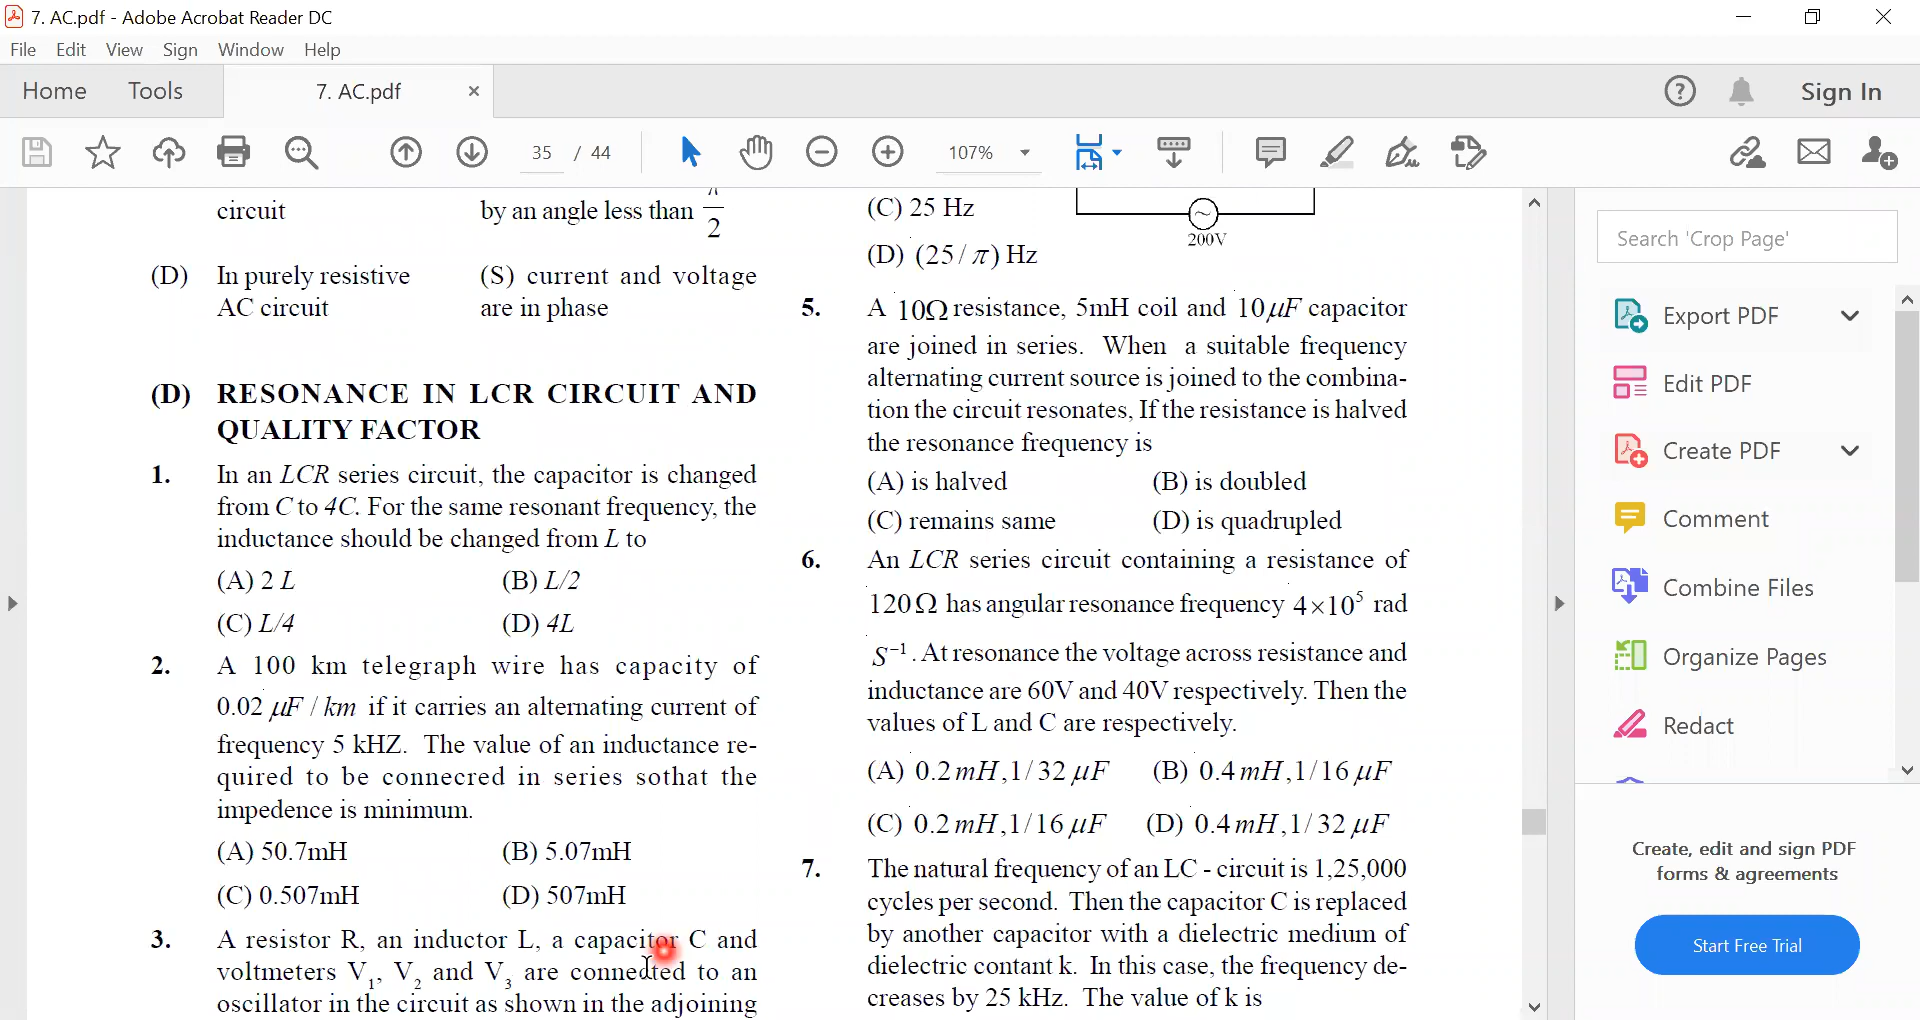 7. AC.pdf - Adobe Acrobat Reader DC
File Edit View Sign Window Help
Home Tools 7. AC.pdf × Sign In
35 / 44 107%
circuit by an angle less than π/2
(D) In purely resistive (S) current and voltage
AC circuit are in phase
(D) RESONANCE IN LCR CIRCUIT AND
QUALITY FACTOR
1. In an LCR series circuit, the capacitor is changed
from C to 4C. For the same resonant frequency, the
inductance should be changed from L to
(A) 2 L (B) L/2
(C) L/4 (D) 4L
2. A 100 km telegraph wire has capacity of
0.02 μF / km if it carries an alternating current of
frequency 5 kHZ. The value of an inductance re-
quired to be connecred in series sothat the
impedence is minimum.
(A) 50.7mH (B) 5.07mH
(C) 0.507mH (D) 507mH
3. A resistor R, an inductor L, a capacitor C and
voltmeters V₁, V₂ and V₃ are connected to an
oscillator in the circuit as shown in the adjoining
(C) 25 Hz
(D) (25/π) Hz
200V
5. A 10Ω resistance, 5mH coil and 10μF capacitor
are joined in series. When a suitable frequency
alternating current source is joined to the combina-
tion the circuit resonates, If the resistance is halved
the resonance frequency is
(A) is halved (B) is doubled
(C) remains same (D) is quadrupled
6. An LCR series circuit containing a resistance of
120Ω has angular resonance frequency 4×10⁵ rad
S⁻¹. At resonance the voltage across resistance and
inductance are 60V and 40V respectively. Then the
values of L and C are respectively.
(A) 0.2mH,1/32μF (B) 0.4mH,1/16μF
(C) 0.2mH,1/16μF (D) 0.4mH,1/32μF
7. The natural frequency of an LC - circuit is 1,25,000
cycles per second. Then the capacitor C is replaced
by another capacitor with a dielectric medium of
dielectric contant k. In this case, the frequency de-
creases by 25 kHz. The value of k is
Search 'Crop Page'
Export PDF
Edit PDF
Create PDF
Comment
Combine Files
Organize Pages
Redact
Create, edit and sign PDF
forms & agreements
Start Free Trial